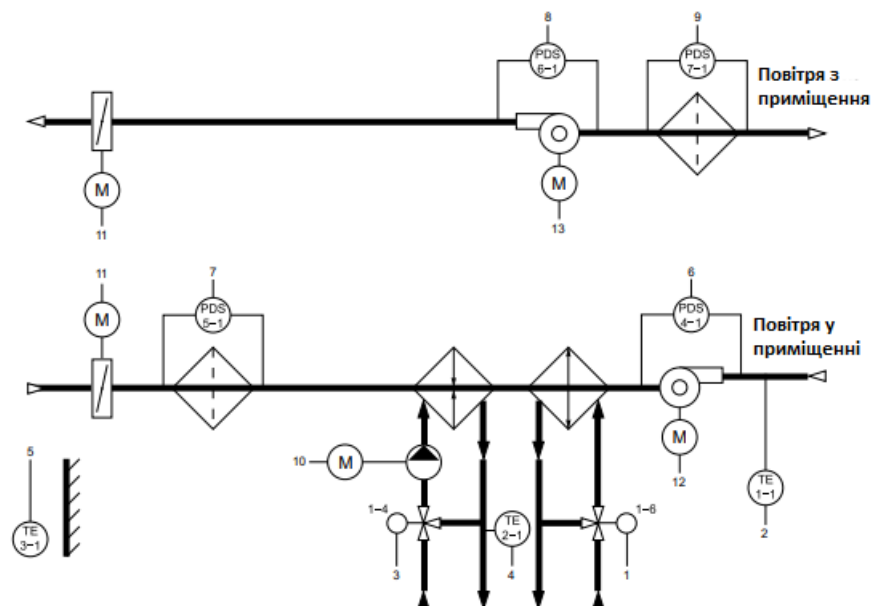 8
9
PDS
6–1
PDS
7–1
Повітря з
приміщення
M
M
11
13
11
7
6
M
PDS
5–1
PDS
4–1
Повітря у
приміщенні
5
10
M
M
12
1–4
1–6
TE
1–1
TE
3–1
TE
2–1
2
3
4
1